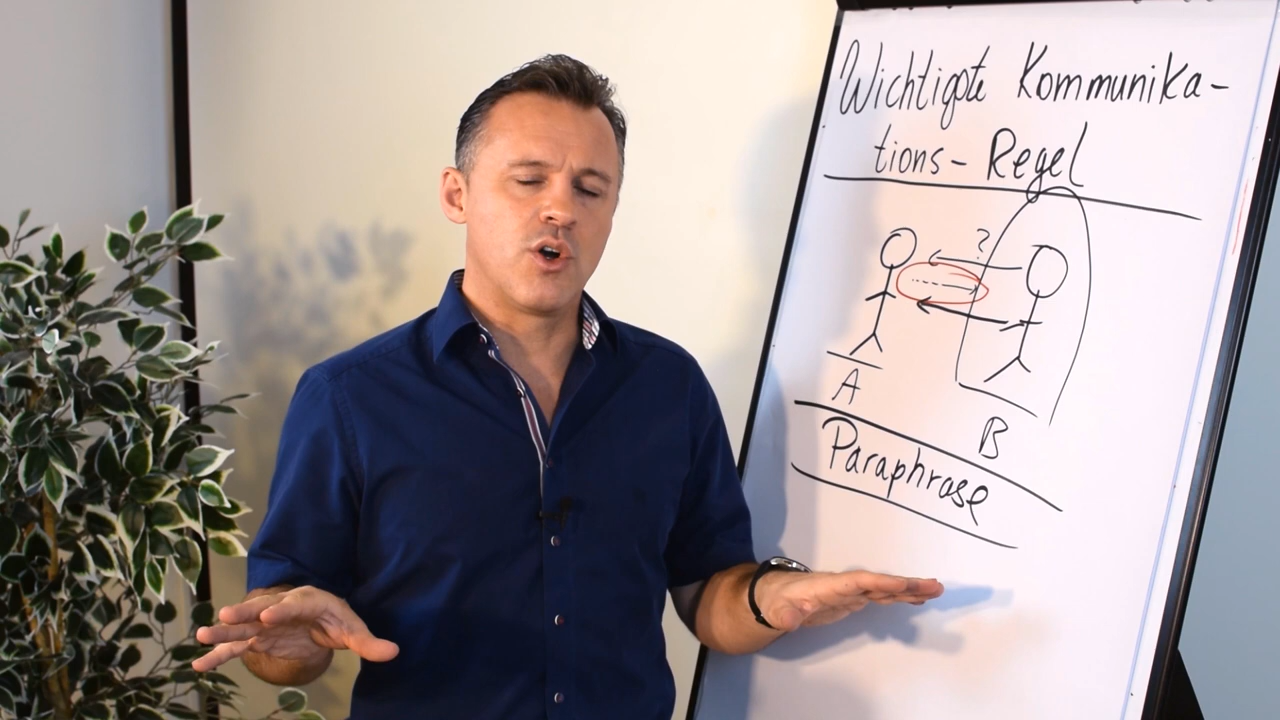 Wichtigste Kommunika-
tions-Regel
?
A
B
Paraphrase